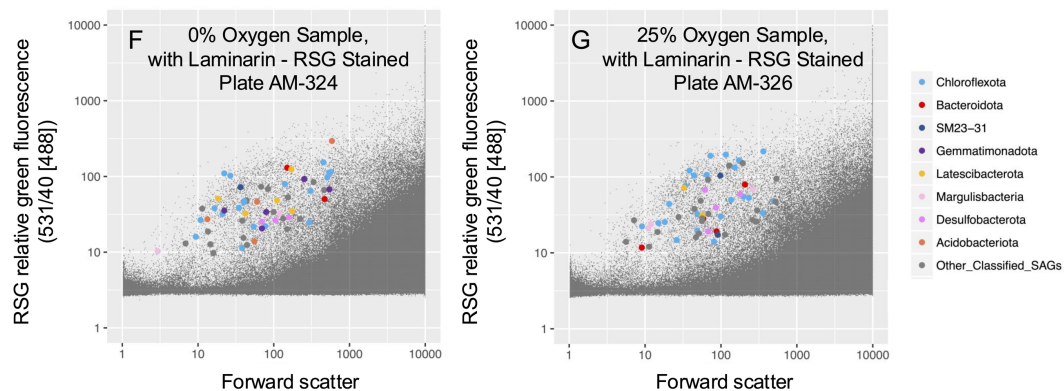 F
0% Oxygen Sample,
with Laminarin - RSG Stained
Plate AM-324
RSG relative green fluorescence
(531/40 [488])
10000
1000
100
10
1
1
10
100
1000
10000
Forward scatter
G
25% Oxygen Sample,
with Laminarin - RSG Stained
Plate AM-326
RSG relative green fluorescence
(531/40 [488])
10000
1000
100
10
1
1
10
100
1000
10000
Forward scatter
Chloroflexota
Bacteroidota
SM23-31
Gemmatimonadota
Latescibacterota
Margulisbacteria
Desulfobacterota
Acidobacteriota
Other_Classified_SAGs